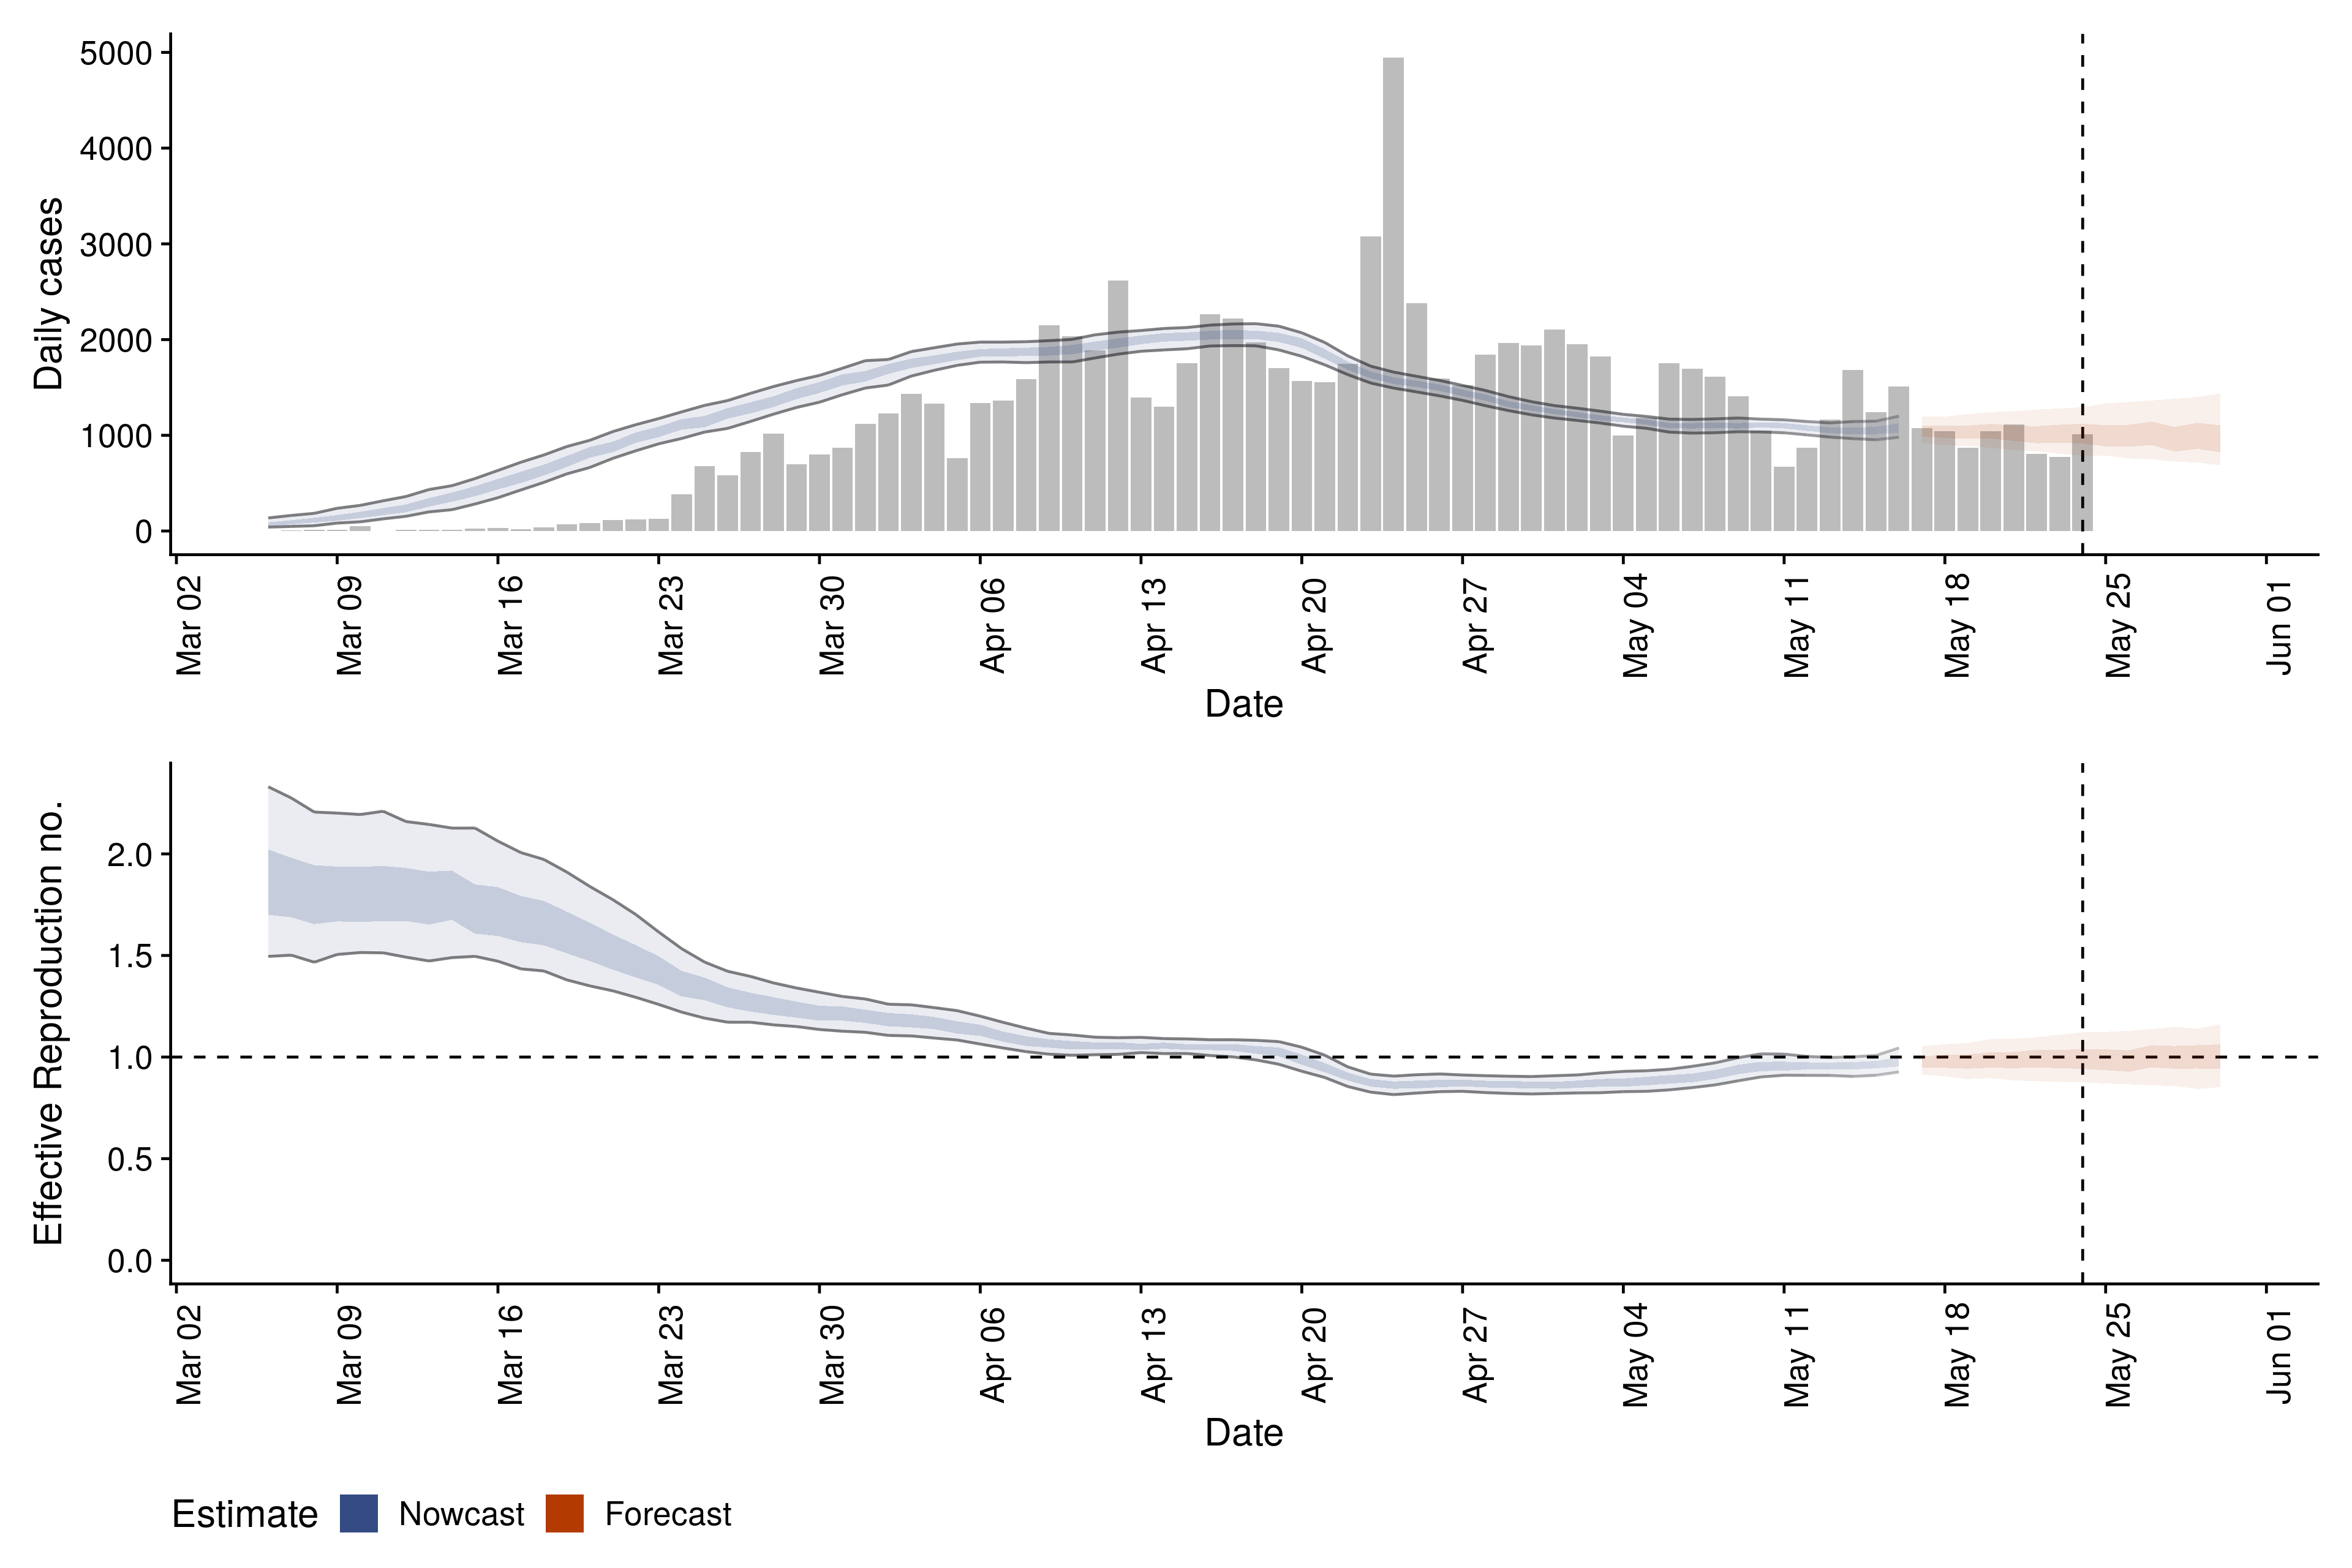 5000
4000
3000
2000
1000
0
Daily cases
Mar 02 Mar 09 Mar 16 Mar 23 Mar 30 Apr 06 Apr 13 Apr 20 Apr 27 May 04 May 11 May 18 May 25 Jun 01
Date
2.0
1.5
1.0
0.5
0.0
Effective Reproduction no.
Mar 02 Mar 09 Mar 16 Mar 23 Mar 30 Apr 06 Apr 13 Apr 20 Apr 27 May 04 May 11 May 18 May 25 Jun 01
Date
Estimate Nowcast Forecast